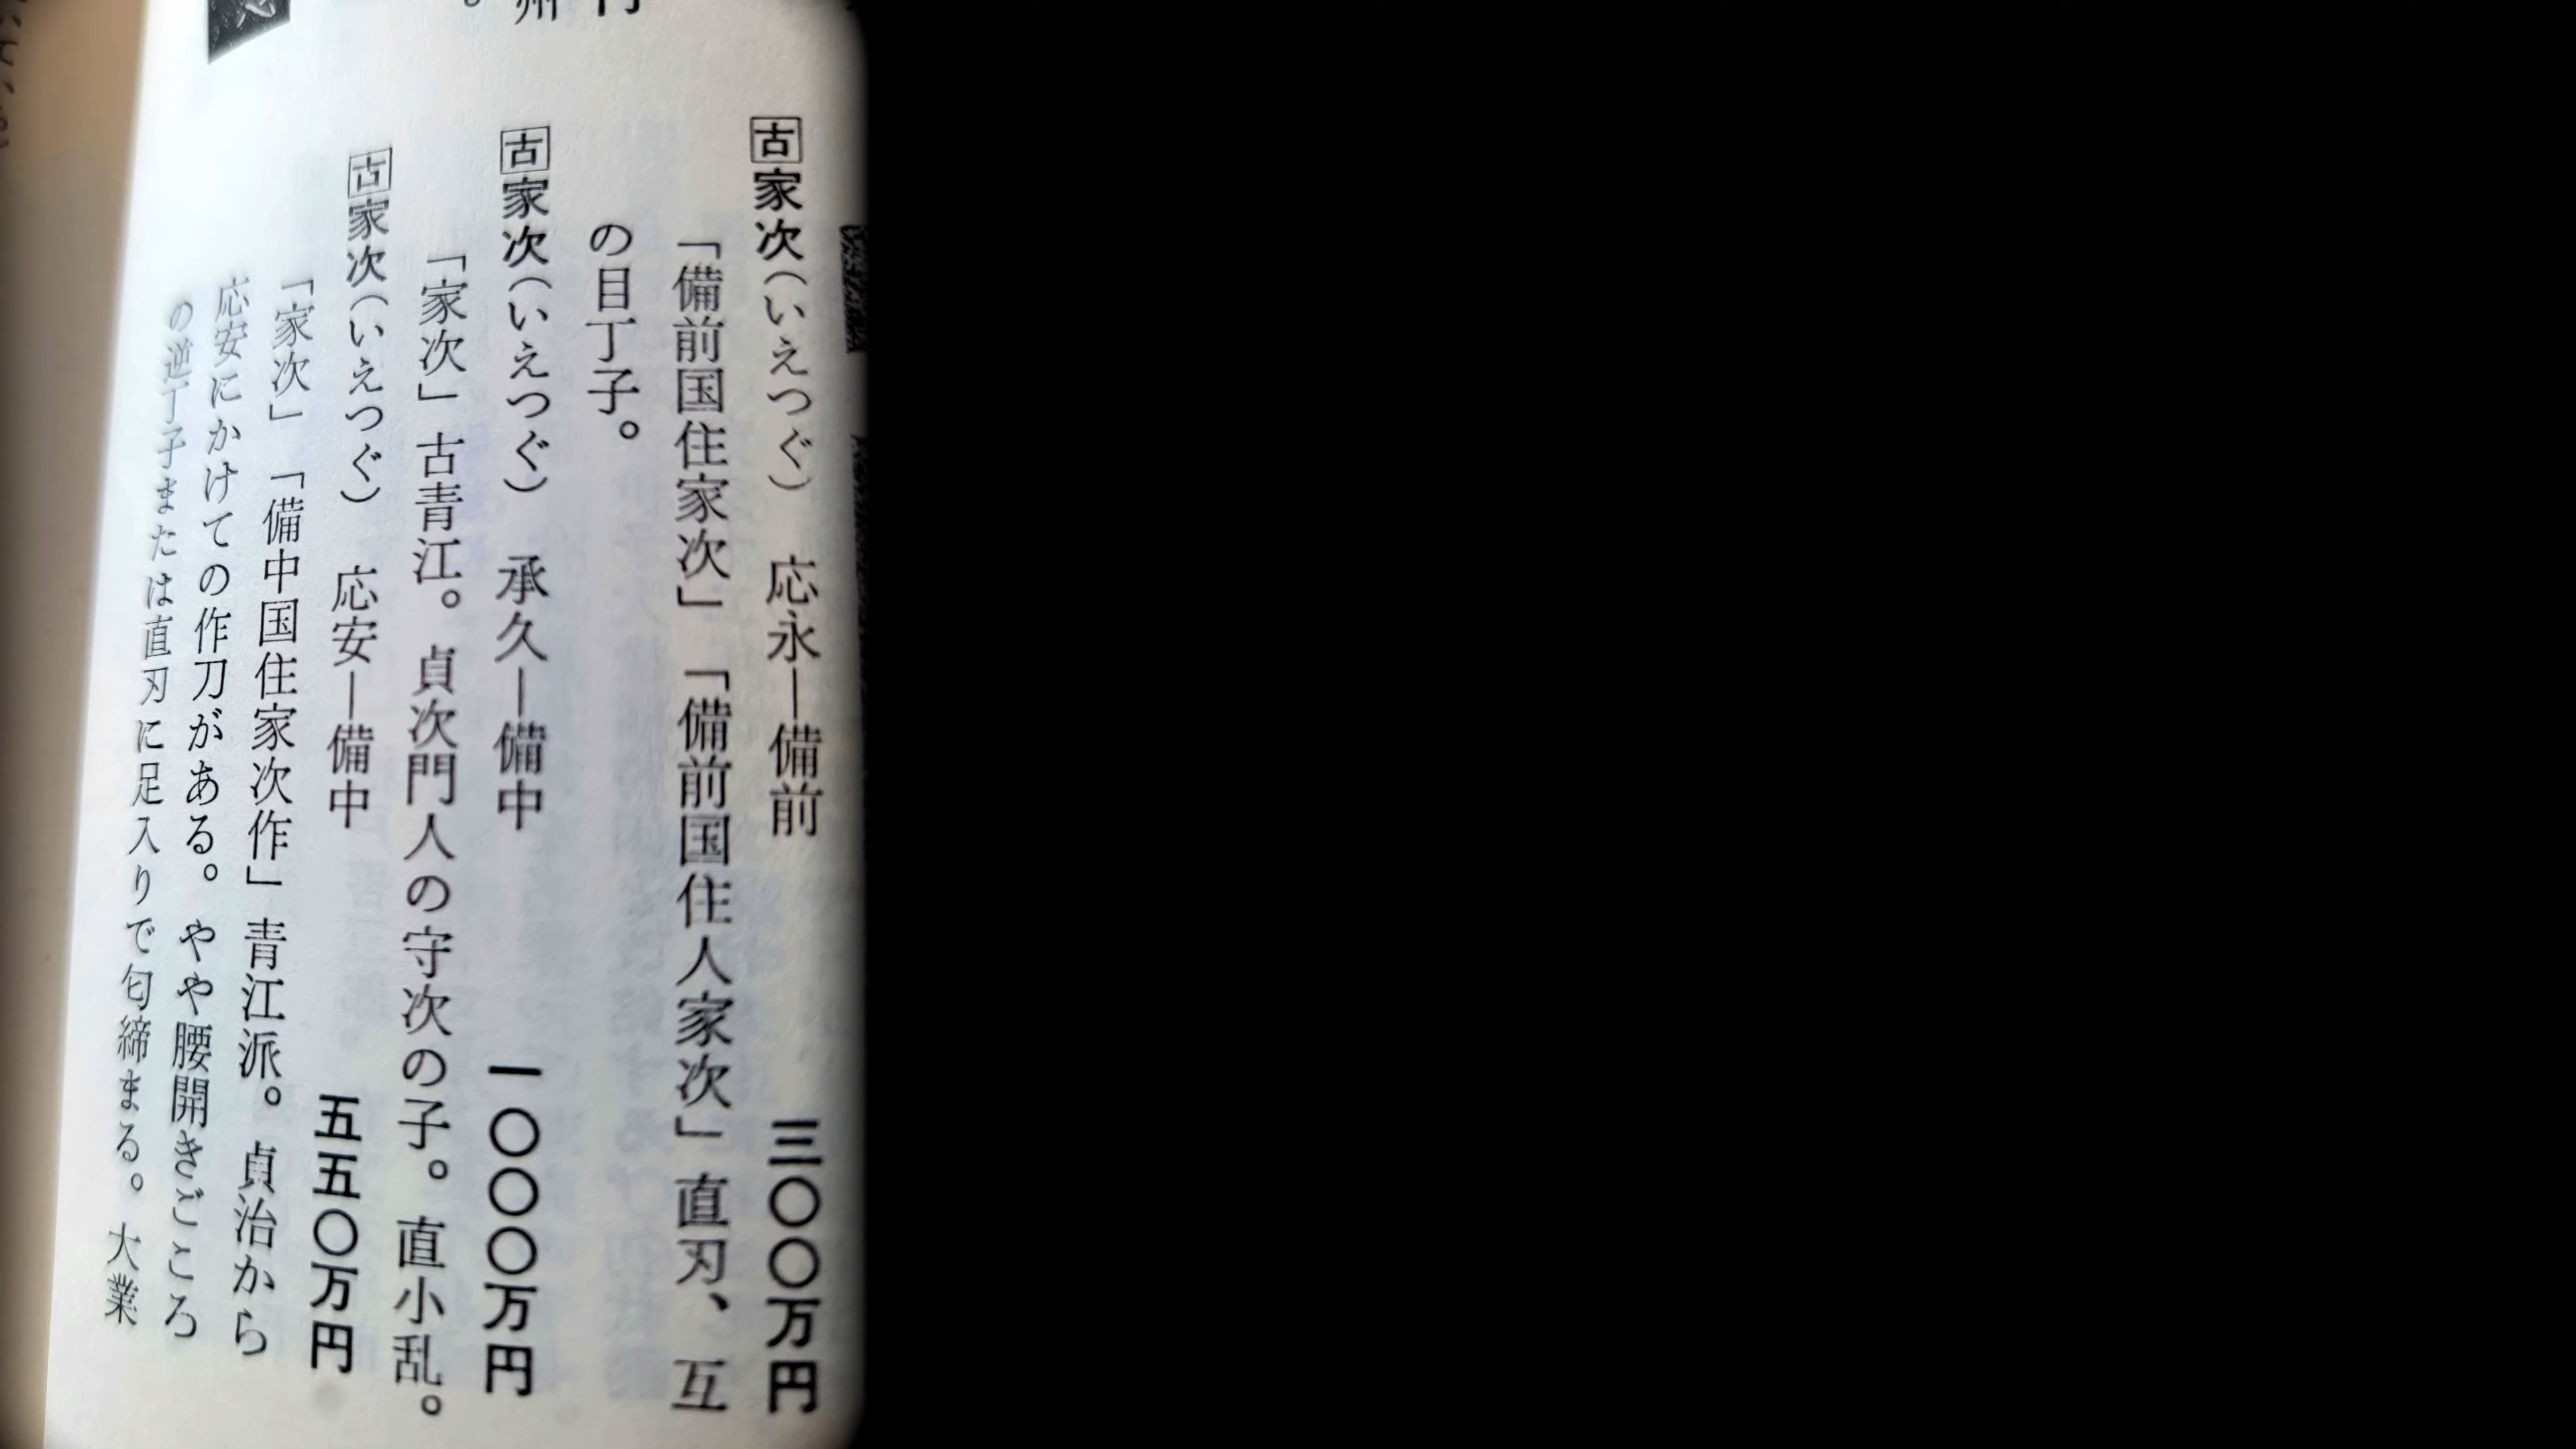 古家次(いえつぐ) 応永―備前 三〇〇万円
「備前国住家次」「備前国住人家次」直刃、互
の目丁子。
古家次(いえつぐ) 承久―備中 一〇〇〇万円
「家次」古青江。貞次門人の守次の子。直小乱。
古家次(いえつぐ) 応安―備中 五五〇万円
「家次」「備中国住家次作」青江派。貞治から
応安にかけての作刀がある。やや腰開きごころ
の逆丁子または直刃に足入りで匂締まる。大業